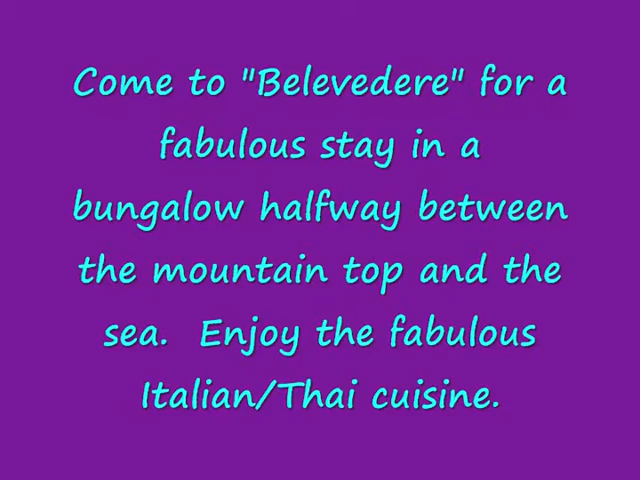 Come to "Belevedere" for a
fabulous stay in a
bungalow halfway between
the mountain top and the
sea.  Enjoy the fabulous
Italian/Thai cuisine.